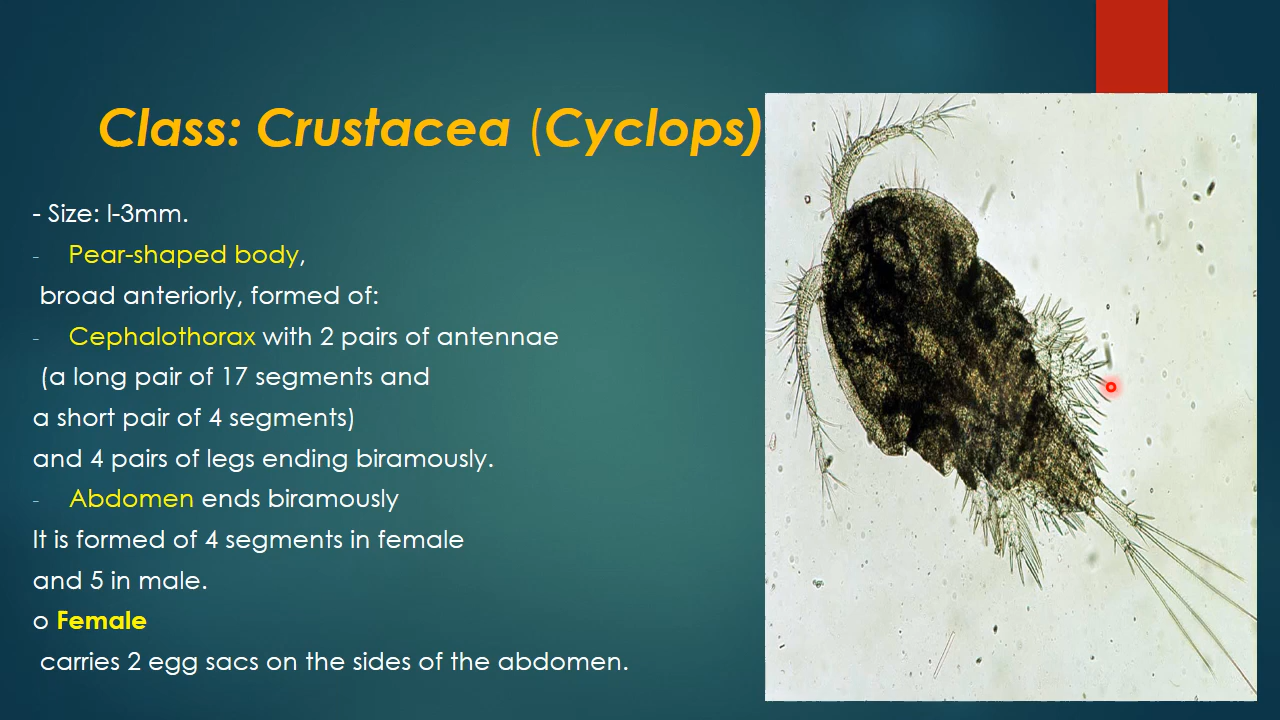 Class: Crustacea (Cyclops)
- Size: l-3mm.
- Pear-shaped body,
broad anteriorly, formed of:
- Cephalothorax with 2 pairs of antennae
(a long pair of 17 segments and
a short pair of 4 segments)
and 4 pairs of legs ending biramously.
- Abdomen ends biramously
It is formed of 4 segments in female
and 5 in male.
o Female
carries 2 egg sacs on the sides of the abdomen.